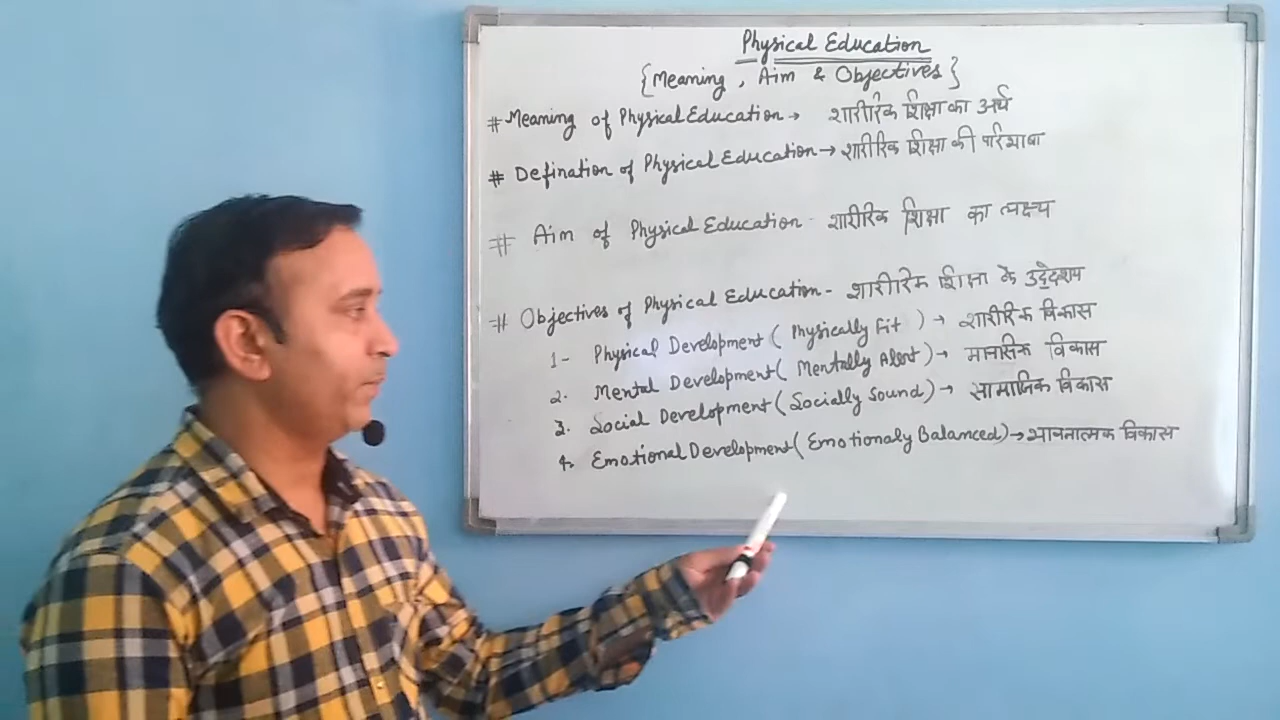 Physical Education
{Meaning, Aim & Objectives}
# Meaning of Physical Education → शारीरिक शिक्षा का अर्थ
# Defination of Physical Education → शारीरिक शिक्षा की परिभाषा
# Aim of Physical Education - शारीरिक शिक्षा का लक्ष्य
# Objectives of Physical Education - शारीरिक शिक्षा के उद्देश्य
1- Physical Development (Physically Fit) → शारीरिक विकास
2. Mental Development (Mentally Alert) → मानसिक विकास
3. Social Development (Socially Sound) → सामाजिक विकास
4. Emotional Development (Emotionaly Balanced) → भावनात्मक विकास